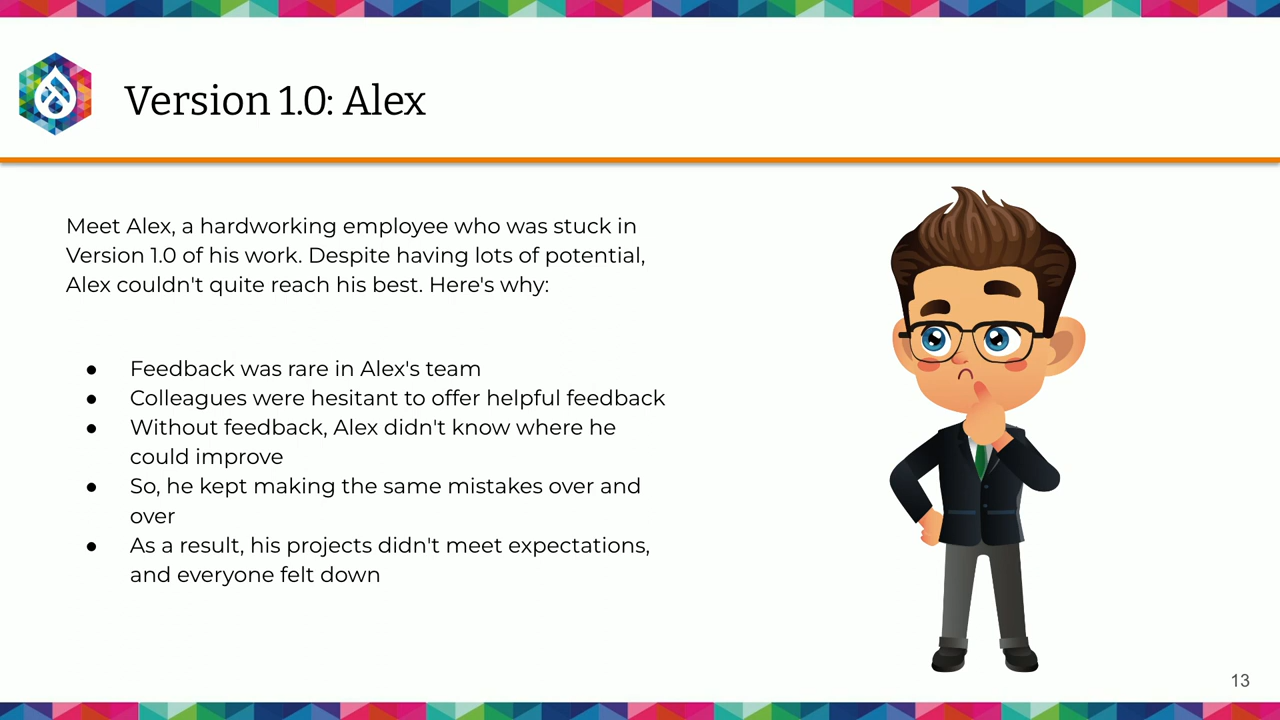 Version 1.0: Alex
Meet Alex, a hardworking employee who was stuck in
Version 1.0 of his work. Despite having lots of potential,
Alex couldn't quite reach his best. Here's why:
● Feedback was rare in Alex's team
● Colleagues were hesitant to offer helpful feedback
● Without feedback, Alex didn't know where he
could improve
● So, he kept making the same mistakes over and
over
● As a result, his projects didn't meet expectations,
and everyone felt down
13